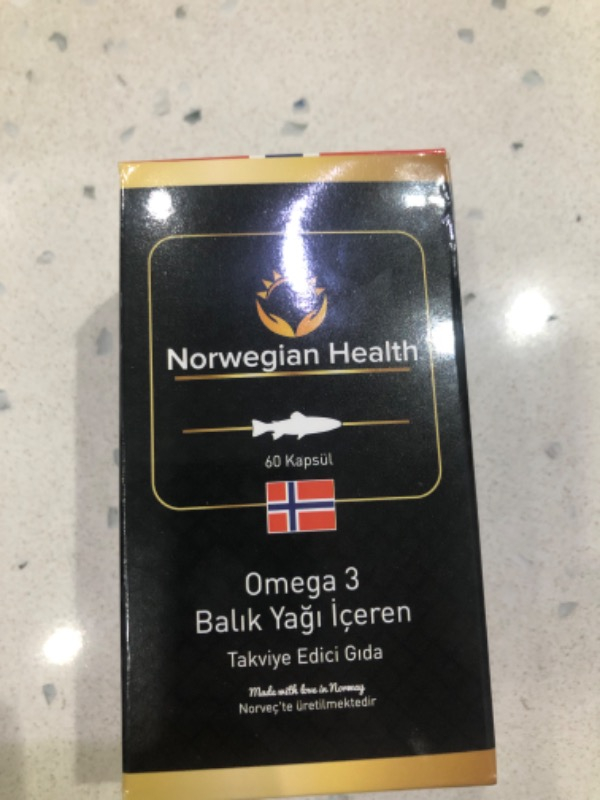 Norwegian Health
60 Kapsül
Omega 3
Balık Yağı İçeren
Takviye Edici Gıda
Made with love in Norway
Norveç'te üretilmektedir